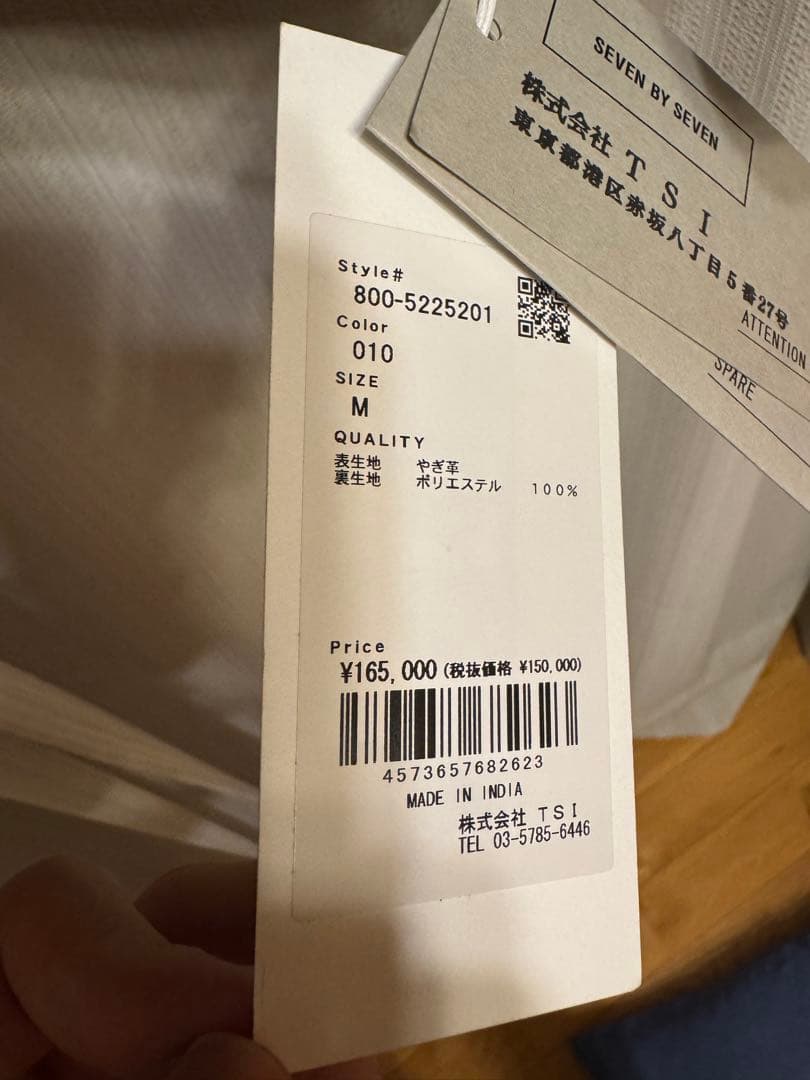 SEVEN BY SEVEN
株式会社 TSI
東京都港区赤坂八丁目5番27号
ATTENTION
SPARE
Style#
800-5225201
Color
010
SIZE
M
QUALITY
表生地 やぎ革
裏生地 ポリエステル 100%
Price
¥165,000 (税抜価格 ¥150,000)
4573657682623
MADE IN INDIA
株式会社 TSI
TEL 03-5785-6446